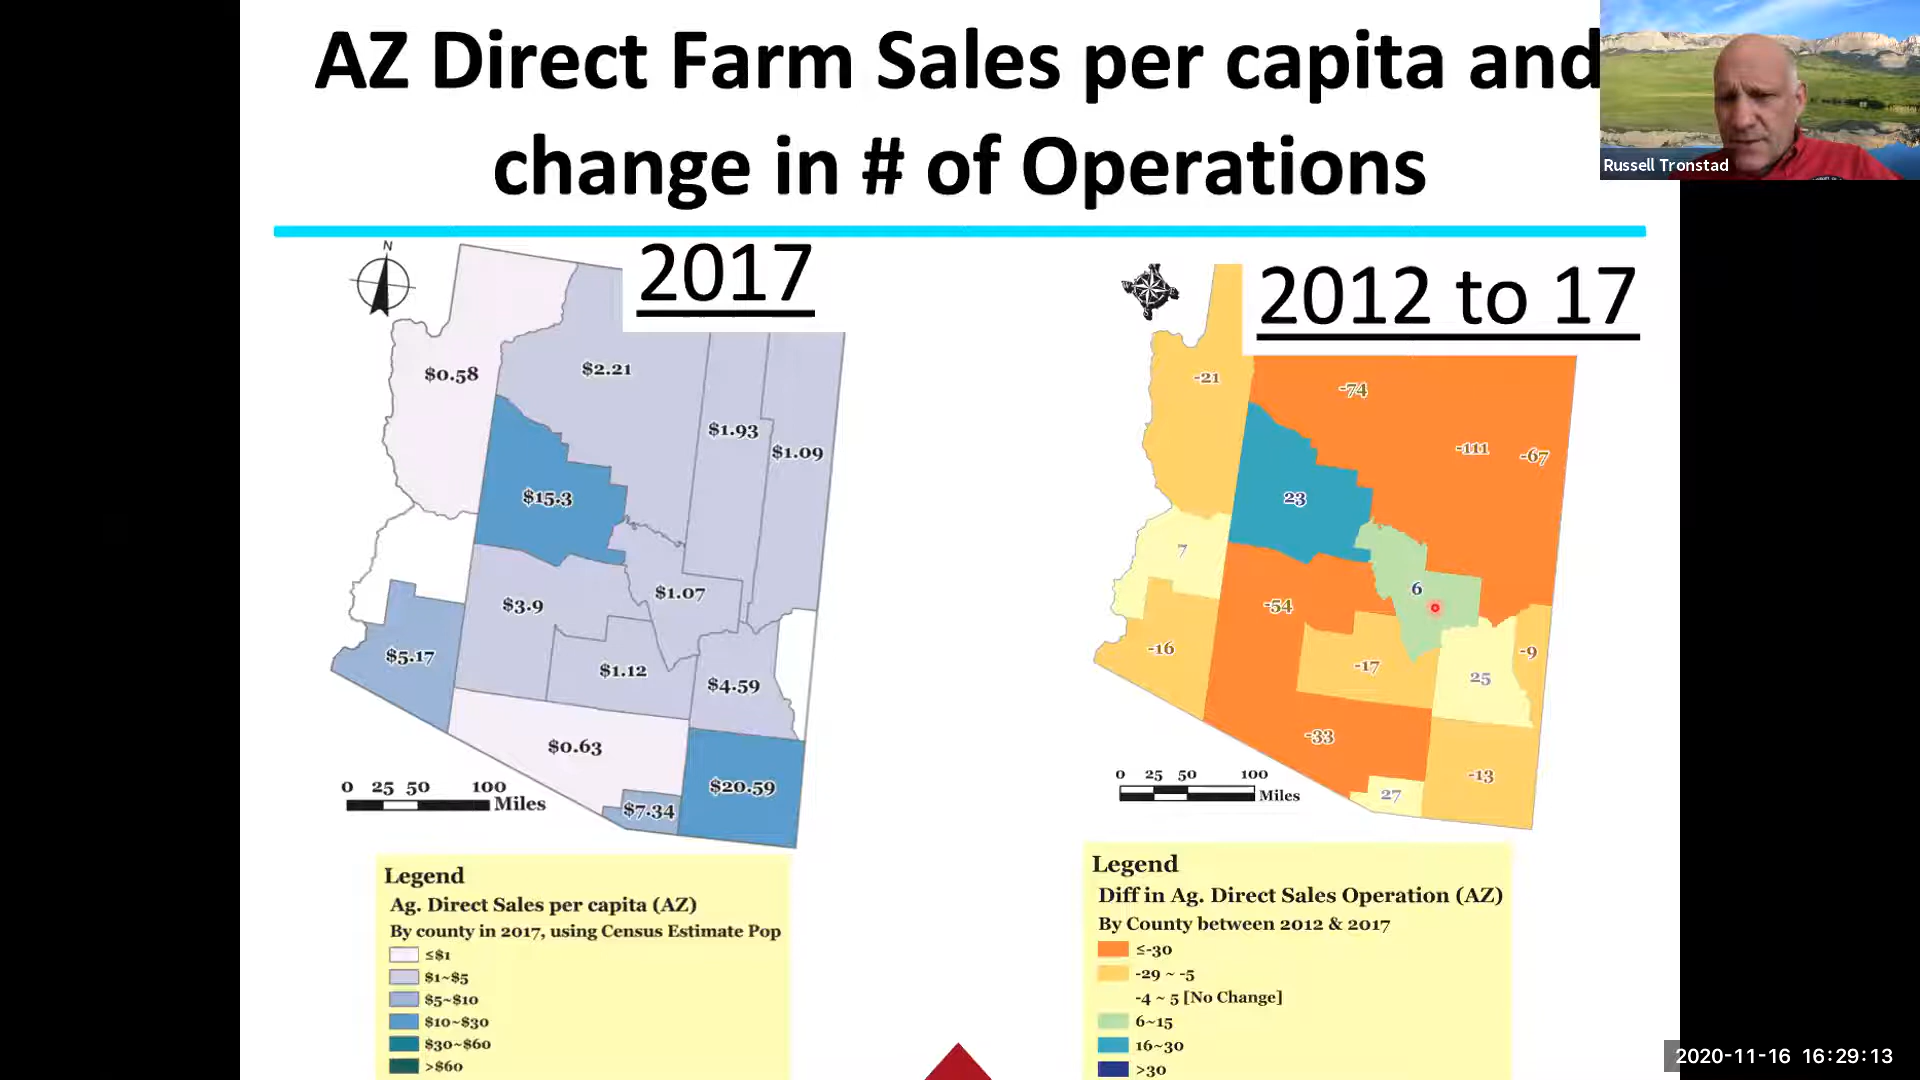 AZ Direct Farm Sales per capita and
change in # of Operations
Russell Tronstad
N
2017
$0.58
$2.21
$1.93
$1.09
$15.3
$3.9
$1.07
$5.17
$1.12
$4.59
$0.63
$20.59
$7.34
0 25 50 100
Miles
Legend
Ag. Direct Sales per capita (AZ)
By county in 2017, using Census Estimate Pop
≤$1
$1~$5
$5~$10
$10~$30
$30~$60
>$60
2012 to 17
-21
-74
-111
-67
23
7
6
-54
-16
-17
-9
25
-33
-13
27
0 25 50 100
Miles
Legend
Diff in Ag. Direct Sales Operation (AZ)
By County between 2012 & 2017
≤-30
-29 ~ -5
-4 ~ 5 [No Change]
6~15
16~30
>30
2020-11-16 16:29:13